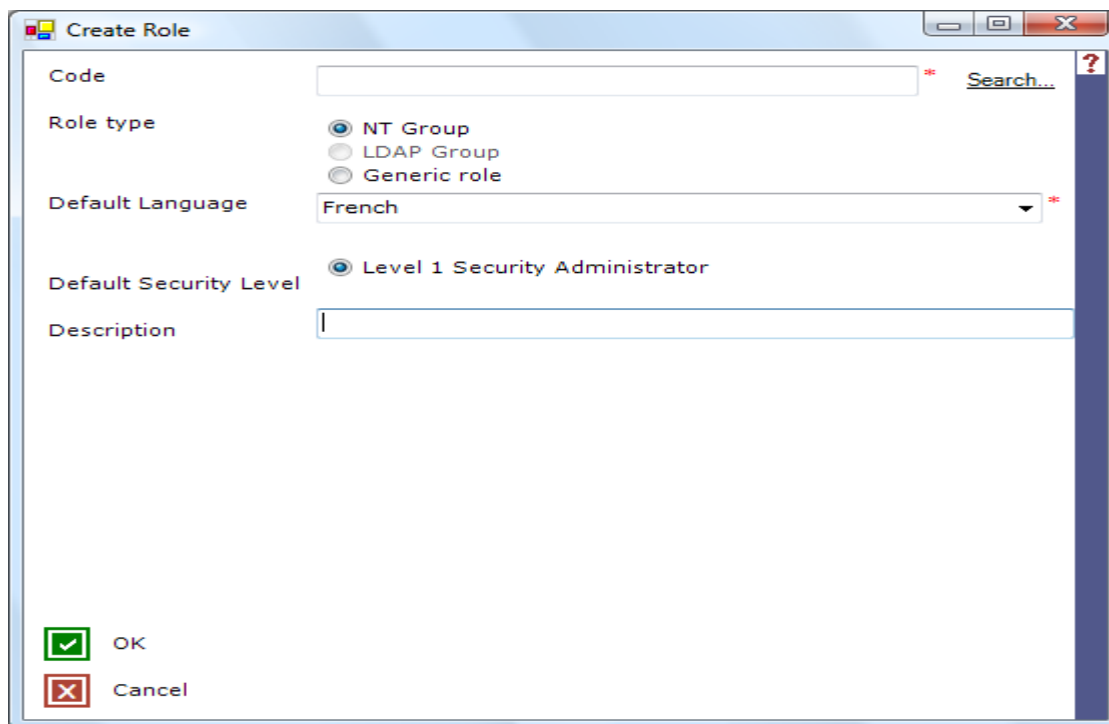 Create Role
Code * Search... ?
Role type
NT Group
LDAP Group
Generic role
Default Language French *
Level 1 Security Administrator
Default Security Level
Description
OK
Cancel